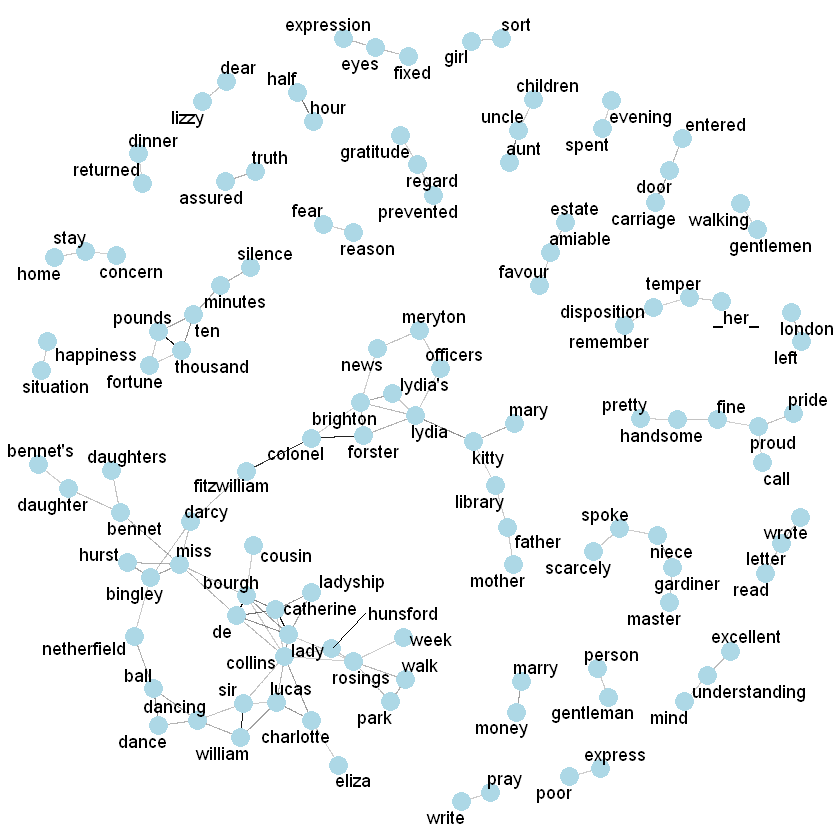 expression
sort
eyes
girl
fixed
dear
half
children
lizzy
hour
uncle
evening
entered
dinner
gratitude
aunt
spent
returned
truth
regard
door
assured
prevented
estate
carriage
walking
fear
amiable
gentlemen
stay
silence
reason
favour
home
concern
minutes
temper
pounds
meryton
disposition
_her_
ten
remember
london
happiness
thousand
news
officers
left
situation
fortune
lydia's
brighton
mary
pretty
fine
pride
colonel
forster
lydia
handsome
proud
bennet's
daughters
kitty
call
daughter
fitzwilliam
library
bennet
darcy
spoke
wrote
hurst
miss
cousin
father
scarcely
niece
letter
bingley
bourgh
ladyship
mother
gardiner
read
catherine
hunsford
master
de
netherfield
lady
week
excellent
collins
rosings
walk
marry
person
ball
sir
lucas
understanding
dancing
park
gentleman
mind
dance
william
charlotte
money
eliza
pray
express
write
poor